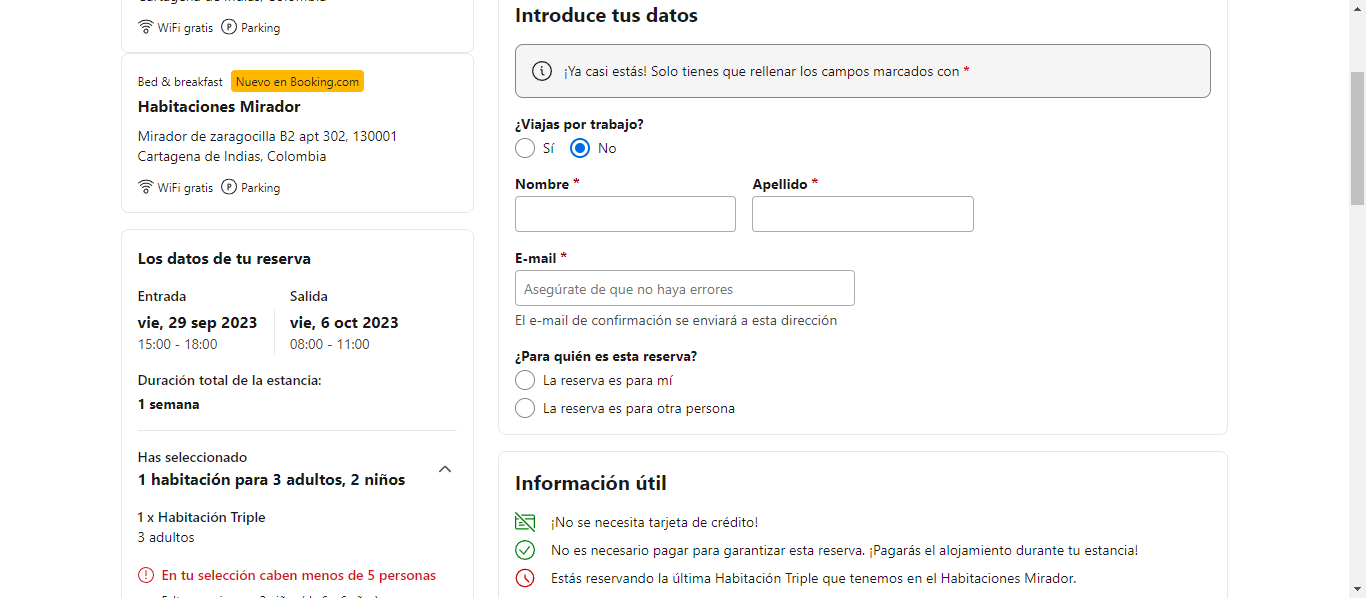 WiFi gratis Parking
Bed & breakfast Nuevo en Booking.com
Habitaciones Mirador
Mirador de zaragocilla B2 apt 302, 130001
Cartagena de Indias, Colombia
WiFi gratis Parking
Los datos de tu reserva
Entrada Salida
vie, 29 sep 2023 vie, 6 oct 2023
15:00 - 18:00 08:00 - 11:00
Duración total de la estancia:
1 semana
Has seleccionado
1 habitación para 3 adultos, 2 niños
1 x Habitación Triple
3 adultos
En tu selección caben menos de 5 personas
Introduce tus datos
¡Ya casi estás! Solo tienes que rellenar los campos marcados con *
¿Viajas por trabajo?
Sí No
Nombre * Apellido *
E-mail *
Asegúrate de que no haya errores
El e-mail de confirmación se enviará a esta dirección
¿Para quién es esta reserva?
La reserva es para mí
La reserva es para otra persona
Información útil
¡No se necesita tarjeta de crédito!
No es necesario pagar para garantizar esta reserva. ¡Pagarás el alojamiento durante tu estancia!
Estás reservando la última Habitación Triple que tenemos en el Habitaciones Mirador.